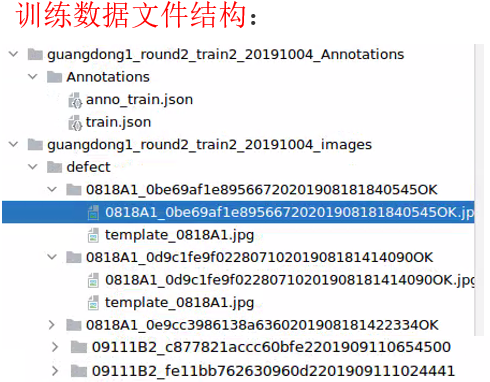 训练数据文件结构：
guangdong1_round2_train2_20191004_Annotations
Annotations
anno_train.json
train.json
guangdong1_round2_train2_20191004_images
defect
0818A1_0be69af1e89566720201908181840545OK
0818A1_0be69af1e89566720201908181840545OK.jp
template_0818A1.jpg
0818A1_0d9c1fe9f02280710201908181414090OK
0818A1_0d9c1fe9f02280710201908181414090OK.jpg
template_0818A1.jpg
0818A1_0e9cc3986138a6360201908181422334OK
09111B2_c877821accc60bfe2201909110654500
09111B2_fe11bb762630960d2201909111024441